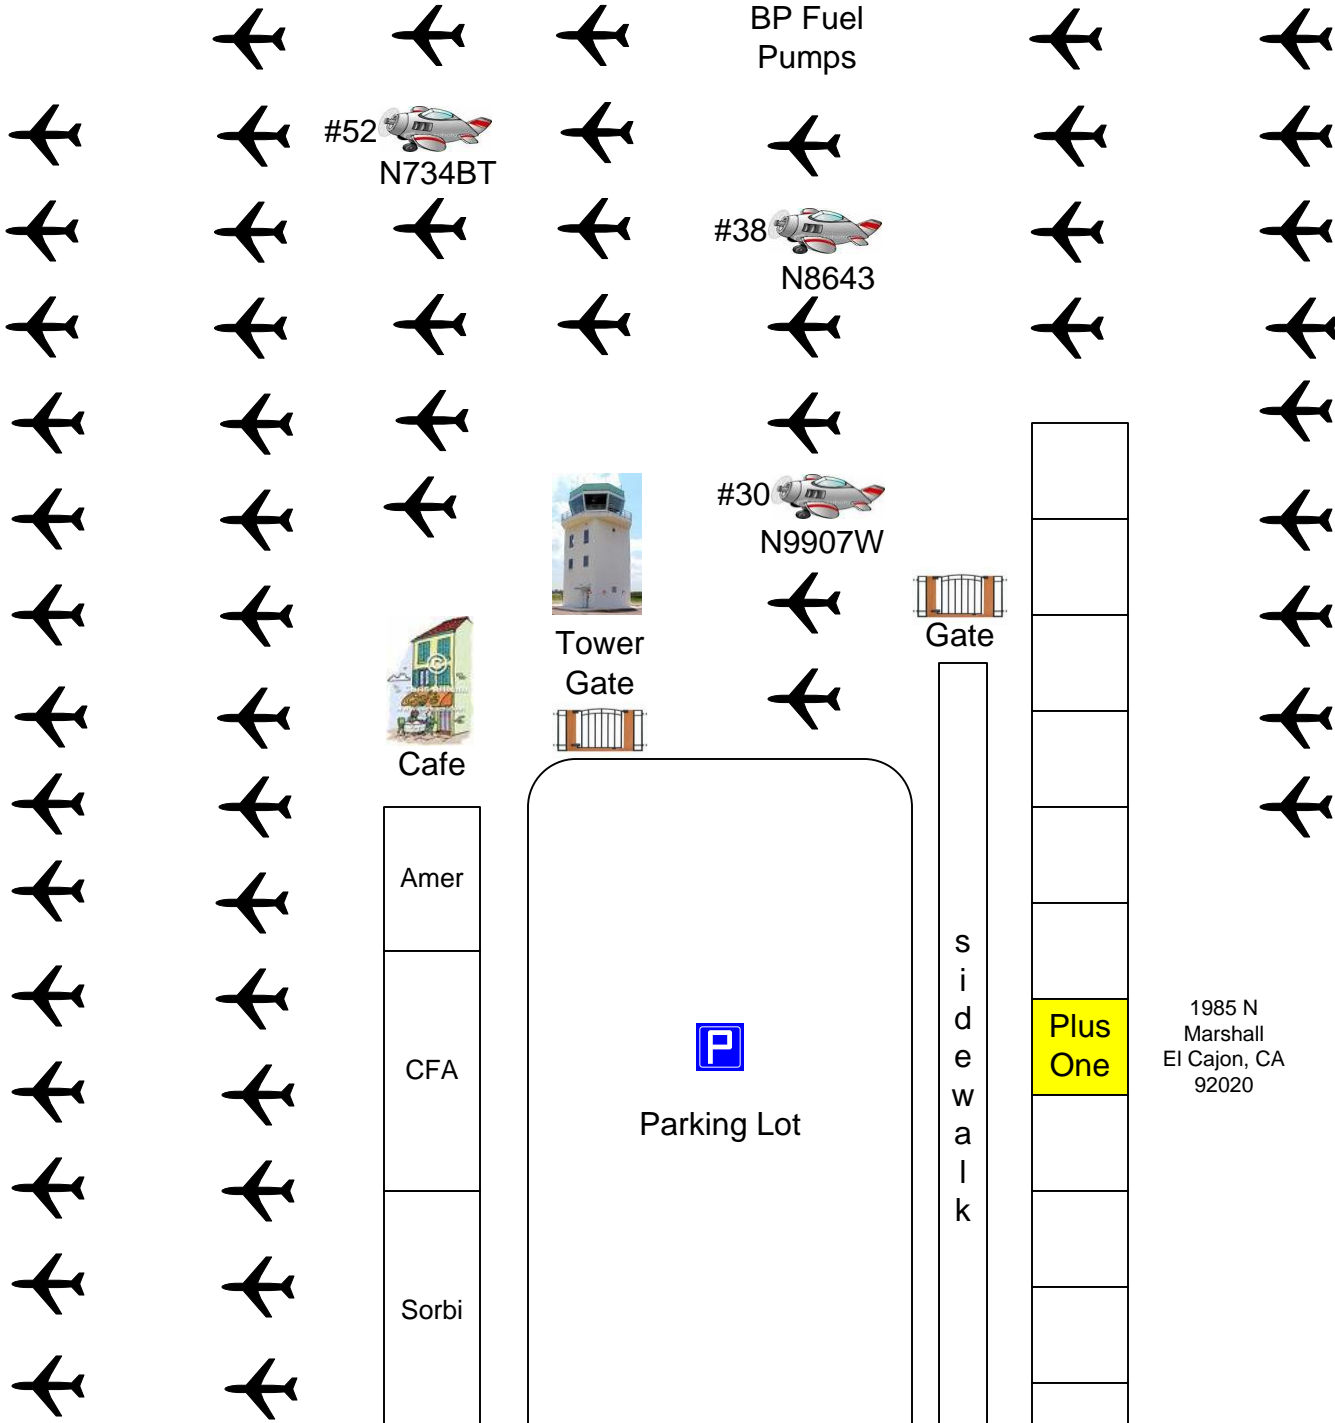 BP Fuel
Pumps
#52
N734BT
#38
N8643
#30
N9907W
Gate
Tower
Gate
Cafe
Amer
CFA
Sorbi
P
Parking Lot
s
i
d
e
w
a
l
k
Plus
One
1985 N
Marshall
El Cajon, CA
92020